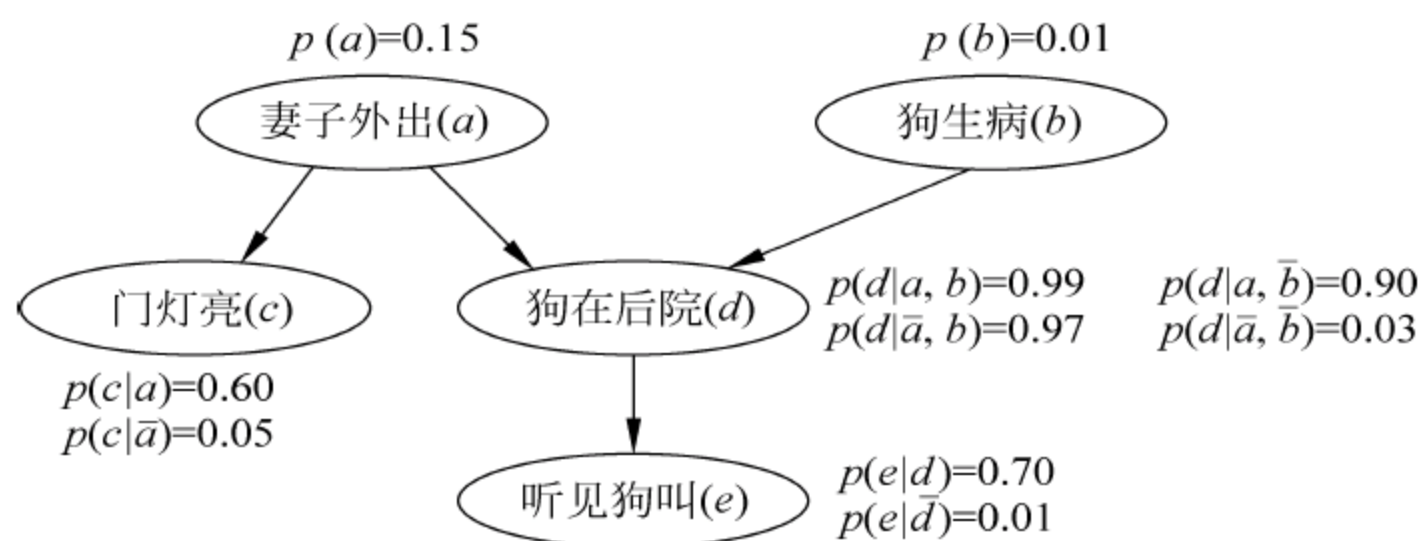 p (a)=0.15
p (b)=0.01
妻子外出(a)
狗生病(b)
门灯亮(c)
狗在后院(d)
p(d|a, b)=0.99
p(d|a, b̄)=0.90
p(d|ā, b)=0.97
p(d|ā, b̄)=0.03
p(c|a)=0.60
p(c|ā)=0.05
听见狗叫(e)
p(e|d)=0.70
p(e|d̄)=0.01